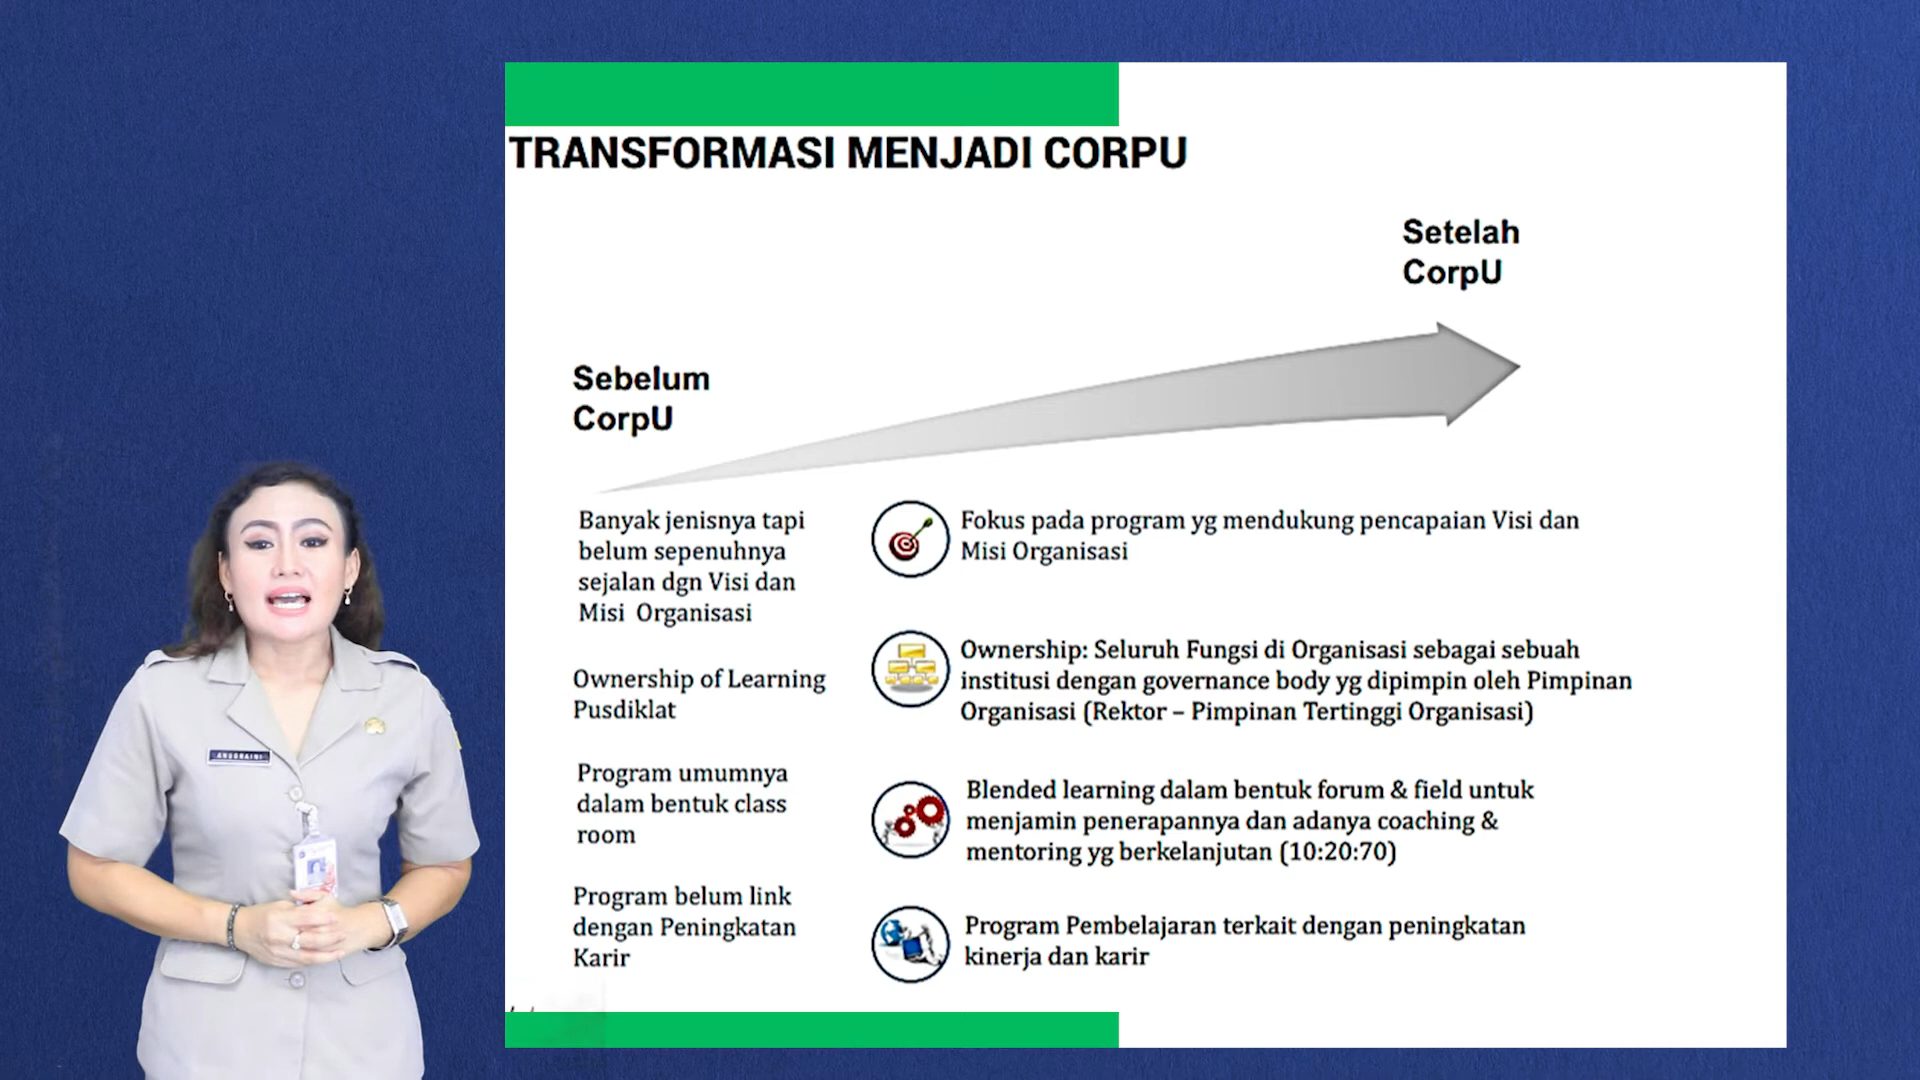 TRANSFORMASI MENJADI CORPU
Setelah
CorpU
Sebelum
CorpU
Banyak jenisnya tapi
belum sepenuhnya
sejalan dgn Visi dan
Misi Organisasi
Fokus pada program yg mendukung pencapaian Visi dan
Misi Organisasi
Ownership of Learning
Pusdiklat
Ownership: Seluruh Fungsi di Organisasi sebagai sebuah
institusi dengan governance body yg dipimpin oleh Pimpinan
Organisasi (Rektor – Pimpinan Tertinggi Organisasi)
Program umumnya
dalam bentuk class
room
Blended learning dalam bentuk forum & field untuk
menjamin penerapannya dan adanya coaching &
mentoring yg berkelanjutan (10:20:70)
Program belum link
dengan Peningkatan
Karir
Program Pembelajaran terkait dengan peningkatan
kinerja dan karir
ANGGRAINI